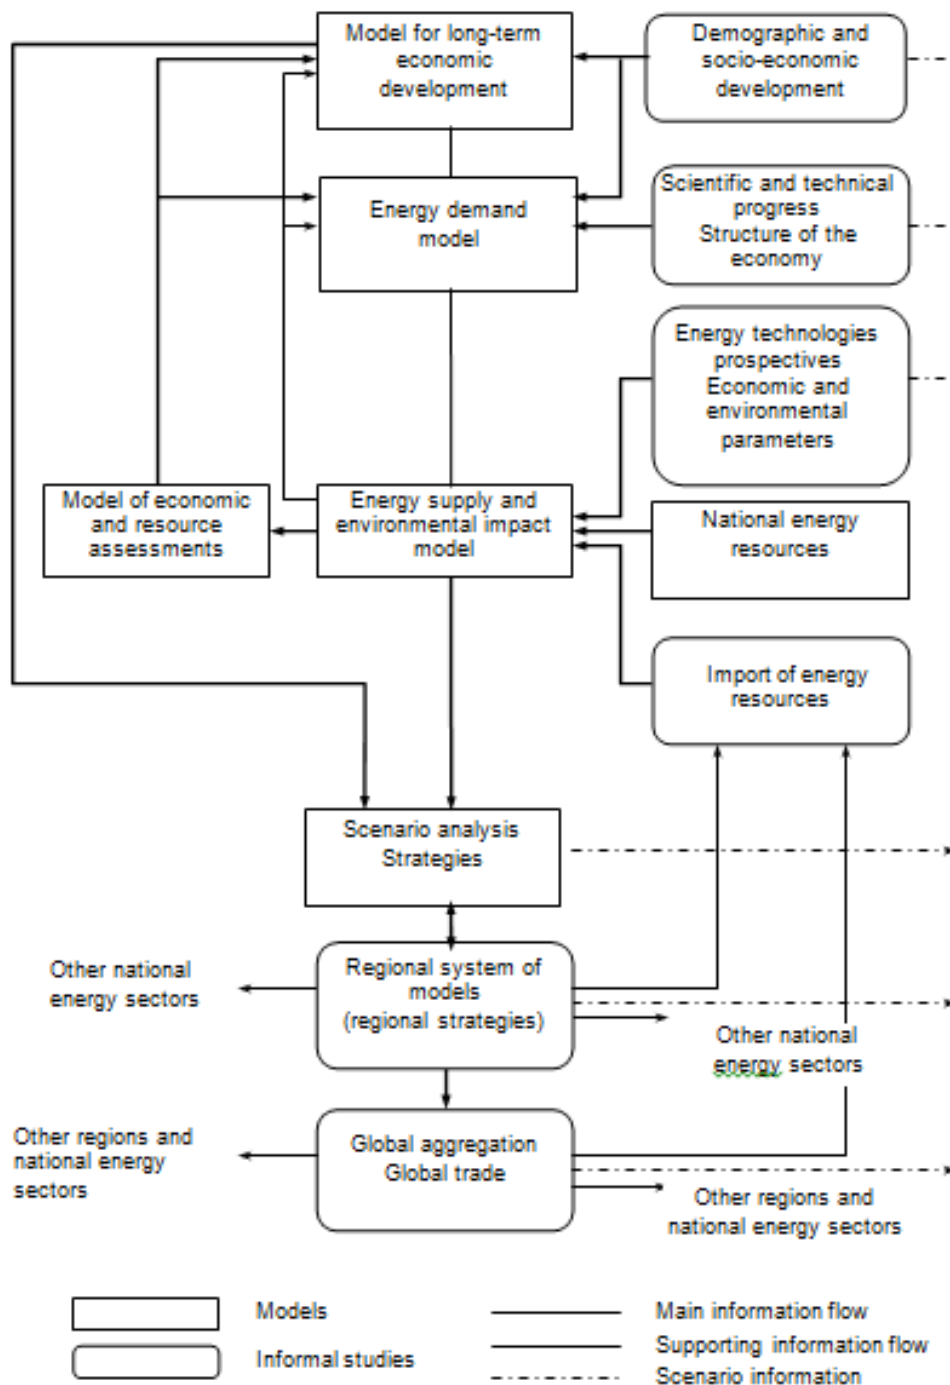 Model for long-term
economic
development
Demographic and
socio-economic
development
Energy demand
model
Scientific and technical
progress
Structure of the
economy
Energy technologies
prospectives
Economic and
environmental
parameters
Model of economic
and resource
assessments
Energy supply and
environmental impact
model
National energy
resources
Import of energy
resources
Scenario analysis
Strategies
Other national
energy sectors
Regional system of
models
(regional strategies)
Other national
energy sectors
Other regions and
national energy
sectors
Global aggregation
Global trade
Other regions and
national energy sectors
Models
Main information flow
Informal studies
Supporting information flow
Scenario information